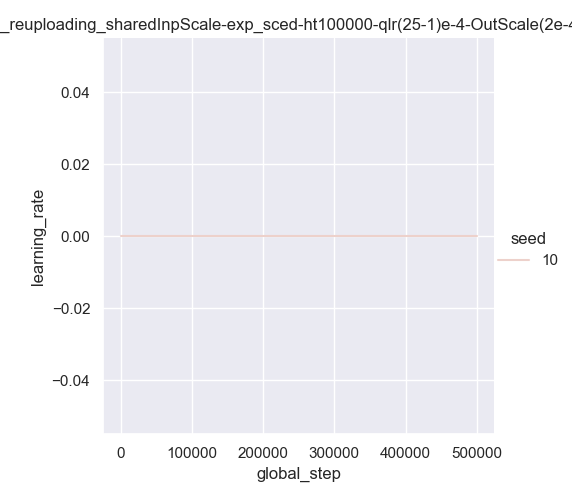 _reuploading_sharedInpScale-exp_sced-ht100000-qlr(25-1)e-4-OutScale(2e-4
0.04
0.02
0.00
−0.02
−0.04
learning_rate
seed
10
0 100000 200000 300000 400000 500000
global_step